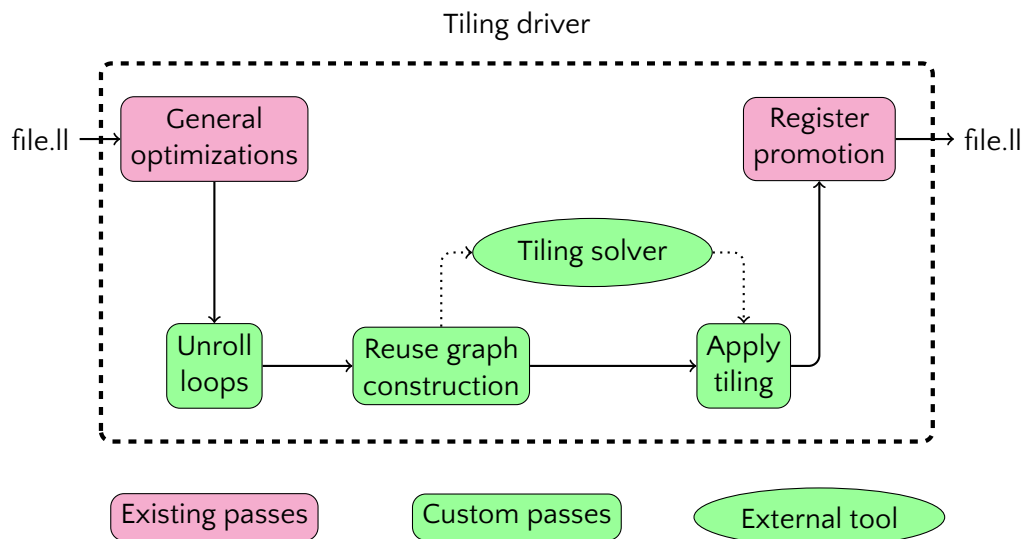 Tiling driver
file.ll
General
optimizations
Register
promotion
file.ll
Tiling solver
Unroll
loops
Reuse graph
construction
Apply
tiling
Existing passes
Custom passes
External tool